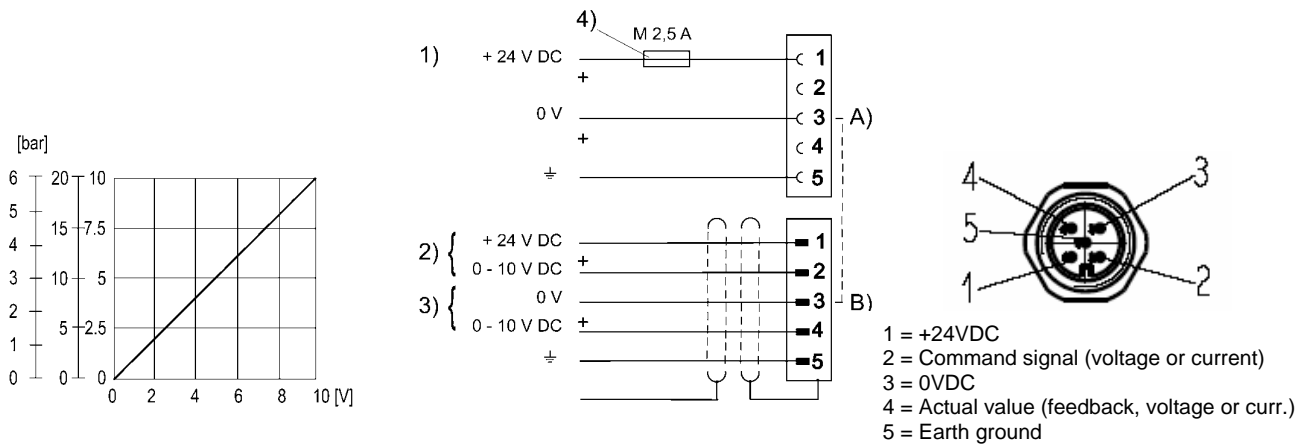 [bar]
6 20 10
5
4 15 7.5
3 10 5
2
1 5 2.5
0 0 0
0 2 4 6 8 10 [V]
4)
M 2,5 A
1) + 24 V DC 1
+
2
0 V 3 A)
+
4
5
2) { + 24 V DC 1
+
0 - 10 V DC 2
3) { 0 V 3 B)
0 - 10 V DC + 4
5
4 3
5
1 2
1 = +24VDC
2 = Command signal (voltage or current)
3 = 0VDC
4 = Actual value (feedback, voltage or curr.)
5 = Earth ground